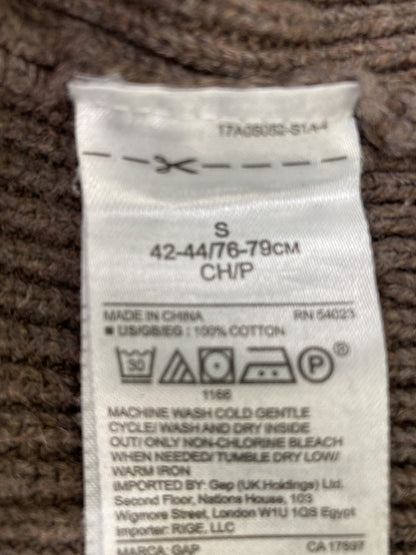 S
42-44/76-79CM
CH/P
MADE IN CHINA RN 54023
■ US/GB/EG : 100% COTTON
30 P ®
1166
MACHINE WASH COLD GENTLE
CYCLE/ WASH AND DRY INSIDE
OUT/ ONLY NON-CHLORINE BLEACH
WHEN NEEDED/ TUMBLE DRY LOW/
WARM IRON
IMPORTED BY: Gap (UK Holdings) Ltd.
Second Floor, Nations House, 103
Wigmore Street, London W1U 1QS Egypt
Importer: RIGE, LLC
MARCA: GAP CA 17897